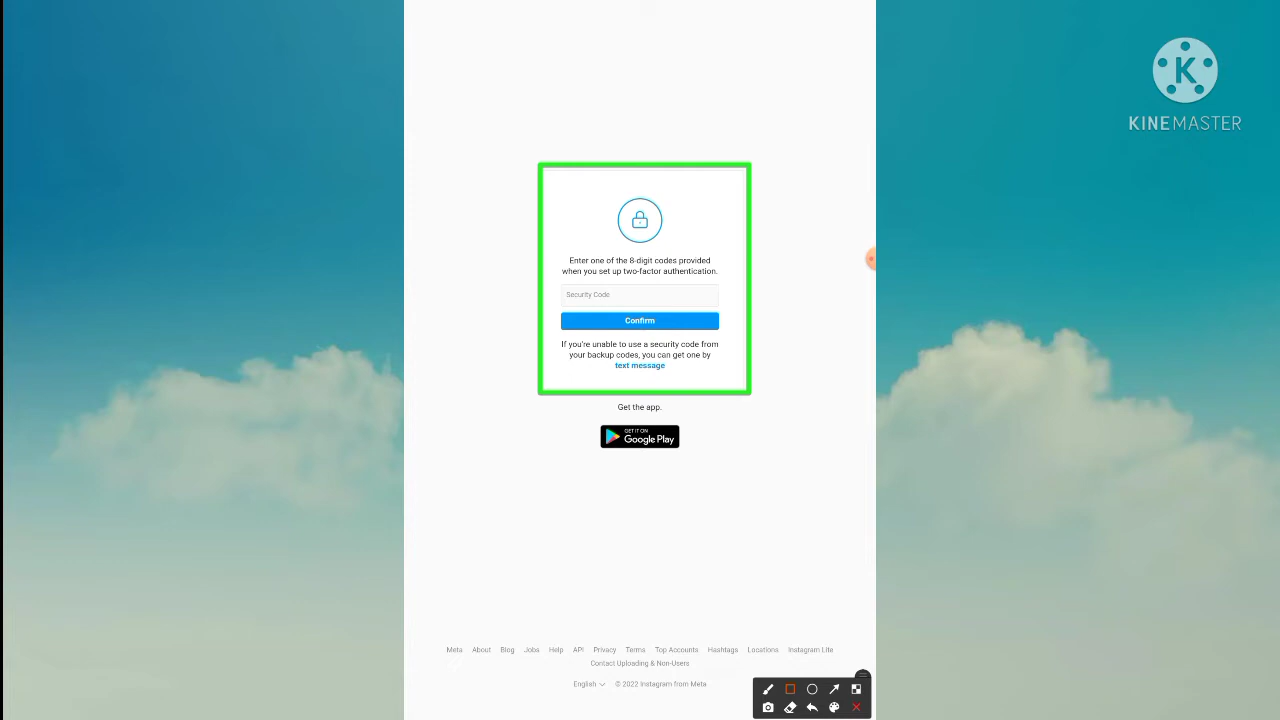 K
KINEMASTER
Enter one of the 8-digit codes provided
when you set up two-factor authentication.
Security Code
Confirm
If you're unable to use a security code from
your backup codes, you can get one by
text message
Get the app.
GET IT ON
Google Play
Meta About Blog Jobs Help API Privacy Terms Top Accounts Hashtags Locations Instagram Lite
Contact Uploading & Non-Users
English © 2022 Instagram from Meta